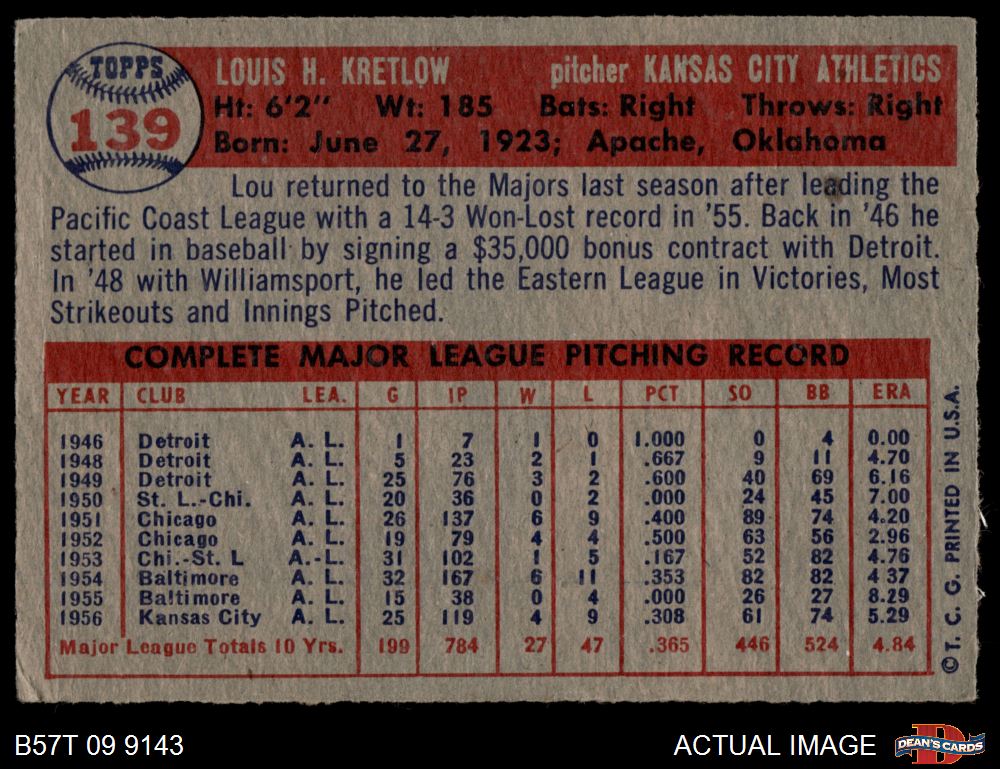 TOPPS
139
LOUIS H. KRETLOW pitcher KANSAS CITY ATHLETICS
Ht: 6'2" Wt: 185 Bats: Right Throws: Right
Born: June 27, 1923; Apache, Oklahoma
Lou returned to the Majors last season after leading the
Pacific Coast League with a 14-3 Won-Lost record in '55. Back in '46 he
started in baseball by signing a $35,000 bonus contract with Detroit.
In '48 with Williamsport, he led the Eastern League in Victories, Most
Strikeouts and Innings Pitched.
COMPLETE MAJOR LEAGUE PITCHING RECORD
YEAR CLUB LEA. G IP W L PCT SO BB ERA
1946 Detroit A. L. 1 7 1 0 1.000 0 4 0.00
1948 Detroit A. L. 5 23 2 1 .667 9 11 4.70
1949 Detroit A. L. 25 76 3 2 .600 40 69 6.16
1950 St. L.-Chi. A. L. 20 36 0 2 .000 24 45 7.00
1951 Chicago A. L. 26 137 6 9 .400 89 74 4.20
1952 Chicago A. L. 19 79 4 4 .500 63 56 2.96
1953 Chi.-St. L A.-L. 31 102 1 5 .167 52 82 4.76
1954 Baltimore A. L. 32 167 6 11 .353 82 82 4 37
1955 Baltimore A. L. 15 38 0 4 .000 26 27 8.29
1956 Kansas City A. L. 25 119 4 9 .308 61 74 5.29
Major League Totals 10 Yrs. 199 784 27 47 .365 446 524 4.84
© T. C. G. PRINTED IN U.S.A.
B57T 09 9143 ACTUAL IMAGE
D
DEAN'S CARDS